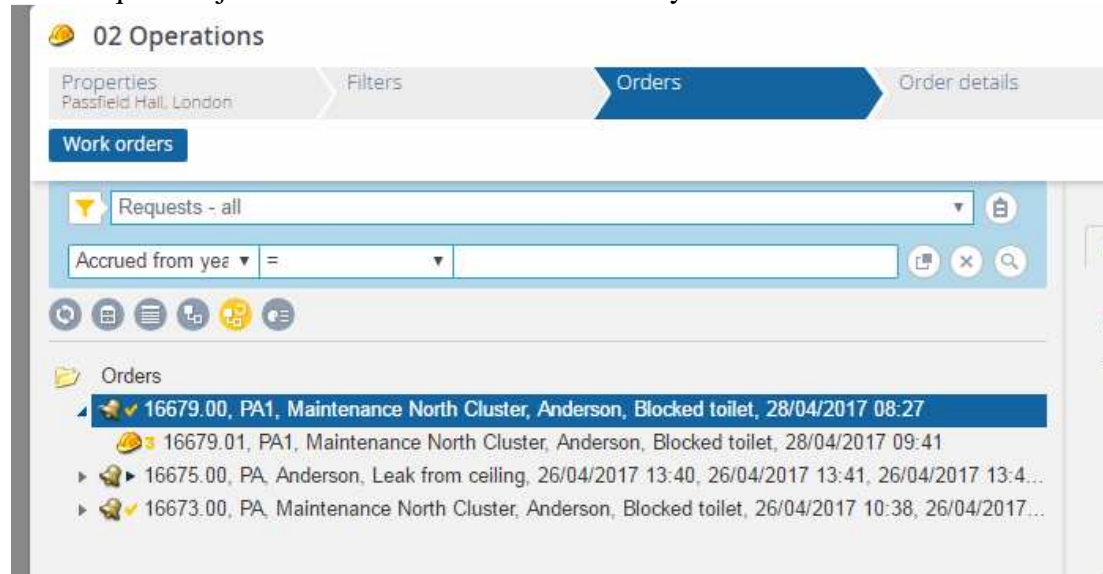 02 Operations
Properties Filters Orders Order details
Passfield Hall, London
Work orders
Requests - all
Accrued from yea =
Orders
16679.00, PA1, Maintenance North Cluster, Anderson, Blocked toilet, 28/04/2017 08:27
3 16679.01, PA1, Maintenance North Cluster, Anderson, Blocked toilet, 28/04/2017 09:41
16675.00, PA, Anderson, Leak from ceiling, 26/04/2017 13:40, 26/04/2017 13:41, 26/04/2017 13:4...
16673.00, PA, Maintenance North Cluster, Anderson, Blocked toilet, 26/04/2017 10:38, 26/04/2017...